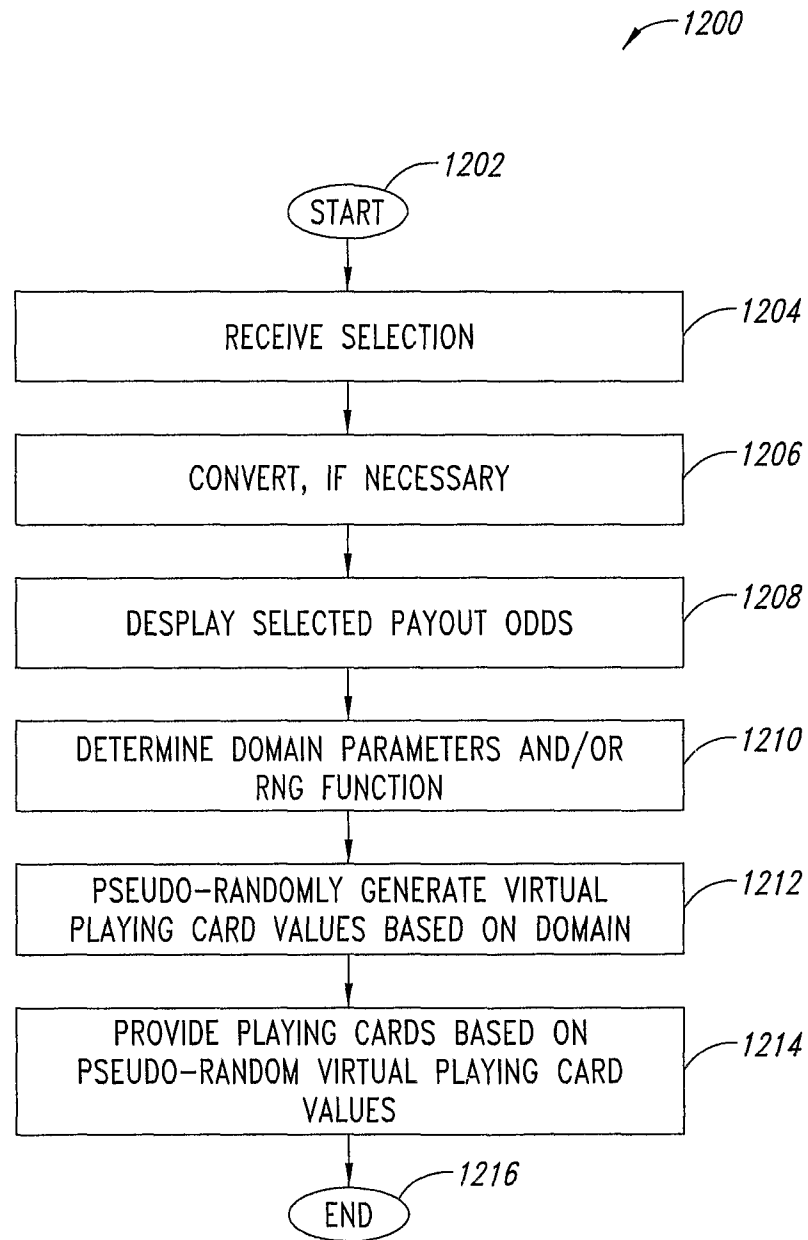 1200
1202
START
1204
RECEIVE SELECTION
1206
CONVERT, IF NECESSARY
1208
DESPLAY SELECTED PAYOUT ODDS
1210
DETERMINE DOMAIN PARAMETERS AND/OR
RNG FUNCTION
1212
PSEUDO-RANDOMLY GENERATE VIRTUAL
PLAYING CARD VALUES BASED ON DOMAIN
1214
PROVIDE PLAYING CARDS BASED ON
PSEUDO-RANDOM VIRTUAL PLAYING CARD
VALUES
1216
END